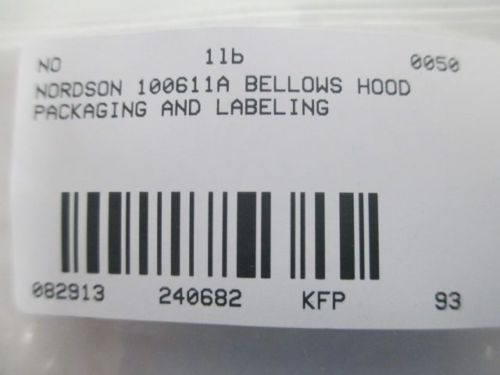 NO 1lb 0050
NORDSON 100611A BELLOWS HOOD
PACKAGING AND LABELING
082913 240682 KFP 93